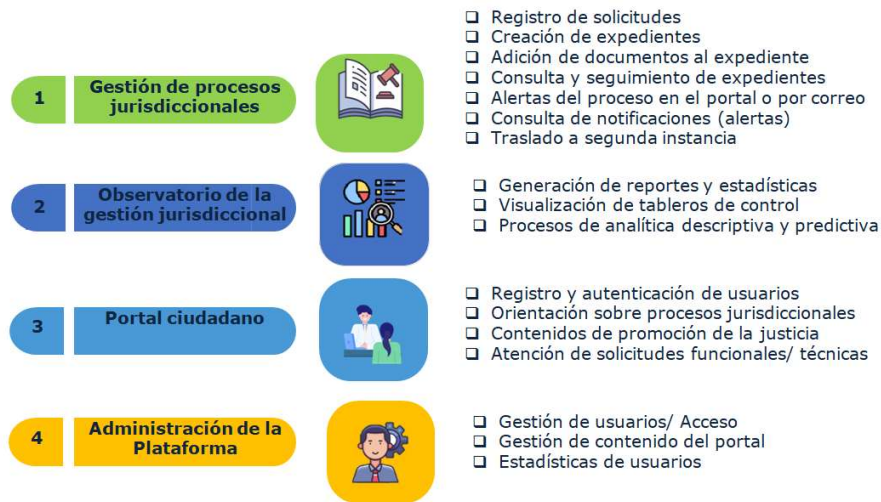 1
Gestión de procesos
jurisdiccionales
Registro de solicitudes
Creación de expedientes
Adición de documentos al expediente
Consulta y seguimiento de expedientes
Alertas del proceso en el portal o por correo
Consulta de notificaciones (alertas)
Traslado a segunda instancia
2
Observatorio de la
gestión jurisdiccional
Generación de reportes y estadísticas
Visualización de tableros de control
Procesos de analítica descriptiva y predictiva
3
Portal ciudadano
Registro y autenticación de usuarios
Orientación sobre procesos jurisdiccionales
Contenidos de promoción de la justicia
Atención de solicitudes funcionales/ técnicas
4
Administración de la
Plataforma
Gestión de usuarios/ Acceso
Gestión de contenido del portal
Estadísticas de usuarios